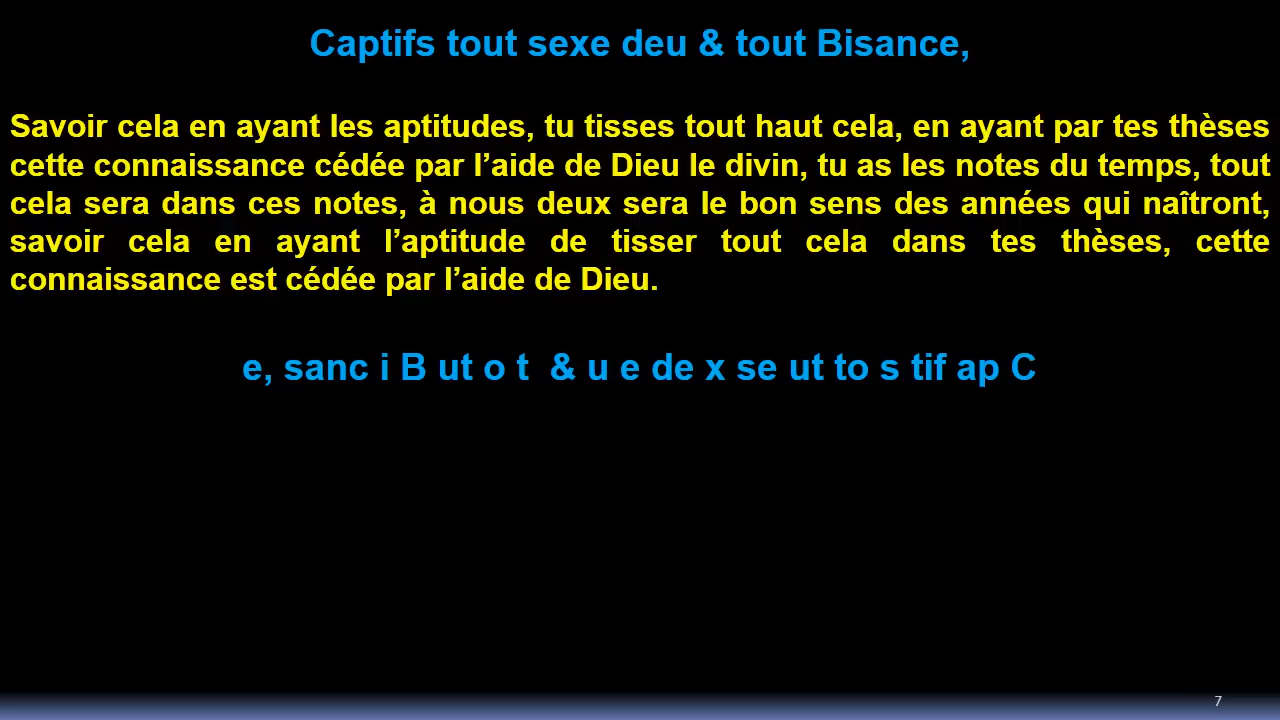 Captifs tout sexe deu & tout Bisance,
Savoir cela en ayant les aptitudes, tu tisses tout haut cela, en ayant par tes thèses
cette connaissance cédée par l’aide de Dieu le divin, tu as les notes du temps, tout
cela sera dans ces notes, à nous deux sera le bon sens des années qui naîtront,
savoir cela en ayant l’aptitude de tisser tout cela dans tes thèses, cette
connaissance est cédée par l’aide de Dieu.
e, sanc i B ut o t & u e de x se ut to s tif ap C
7